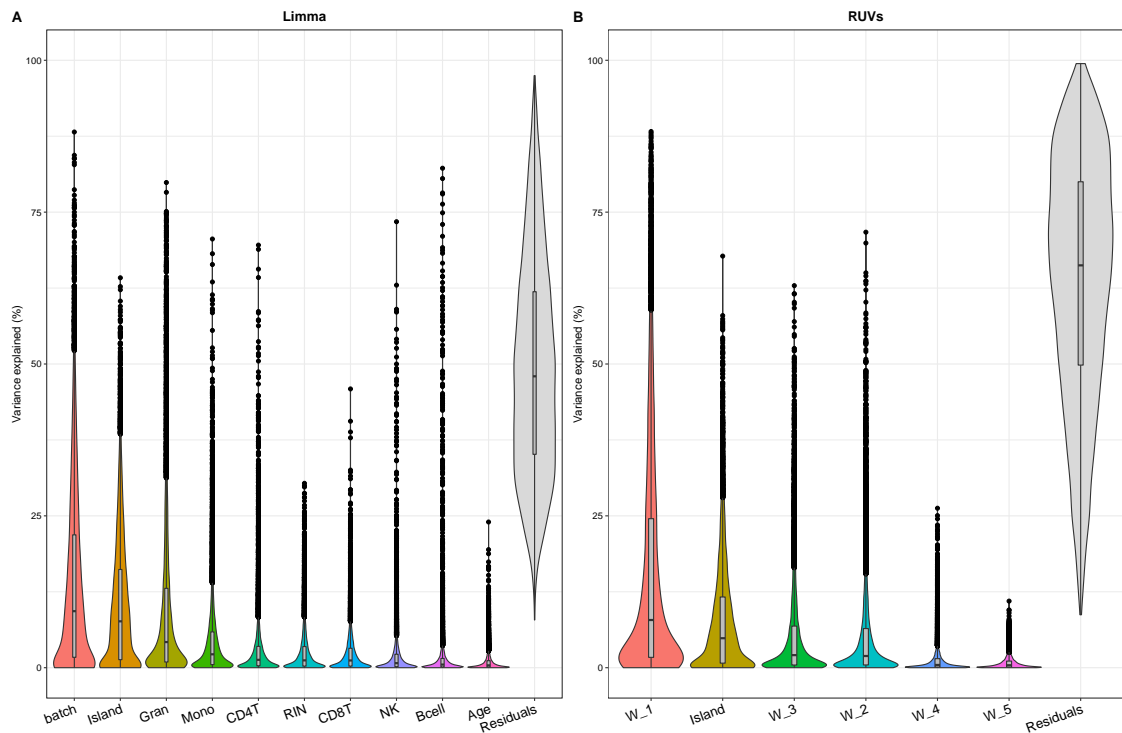 A
Limma
Variance explained (%)
100
75
50
25
0
batch
Island
Gran
Mono
CD4T
RIN
CD8T
NK
Bcell
Age
Residuals
B
RUVs
Variance explained (%)
100
75
50
25
0
W_1
Island
W_3
W_2
W_4
W_5
Residuals